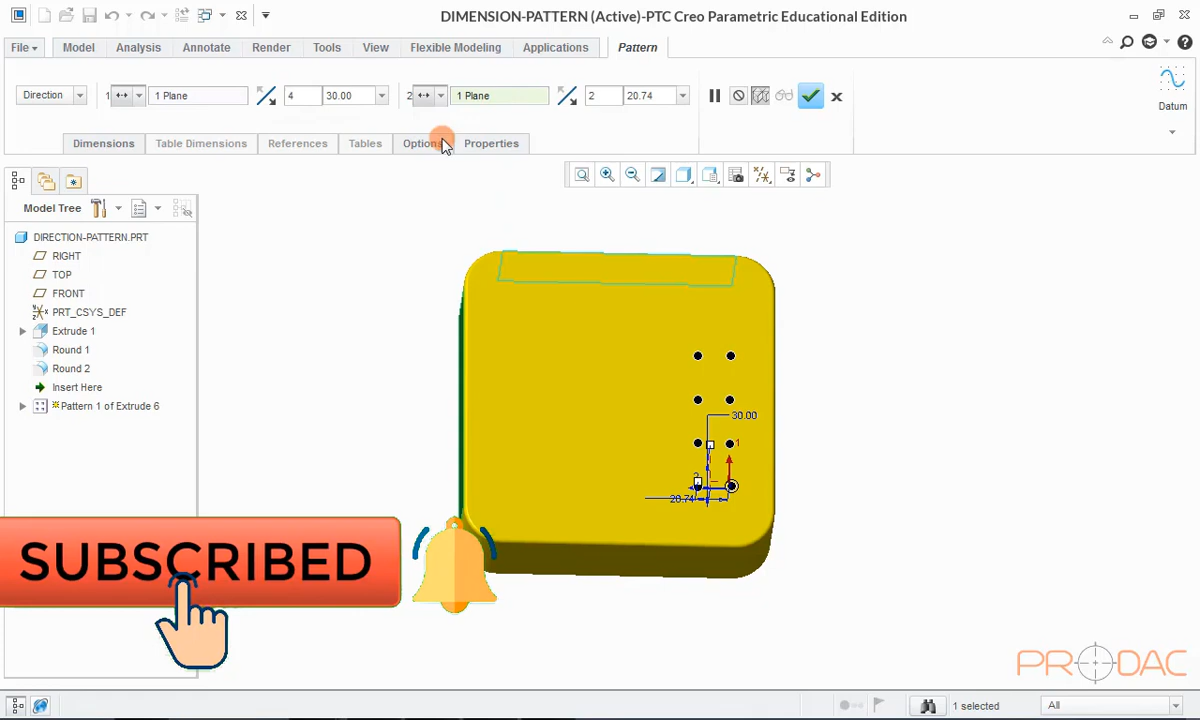 DIMENSION-PATTERN (Active)-PTC Creo Parametric Educational Edition
File Model Analysis Annotate Render Tools View Flexible Modeling Applications Pattern
Direction 1 1 Plane 4 30.00 2 1 Plane 2 20.74
Datum
Dimensions Table Dimensions References Tables Options Properties
Model Tree
DIRECTION-PATTERN.PRT
RIGHT
TOP
FRONT
PRT_CSYS_DEF
Extrude 1
Round 1
Round 2
Insert Here
Pattern 1 of Extrude 6
30.00
1
2
20.74
SUBSCRIBED
PRODAC
1 selected All